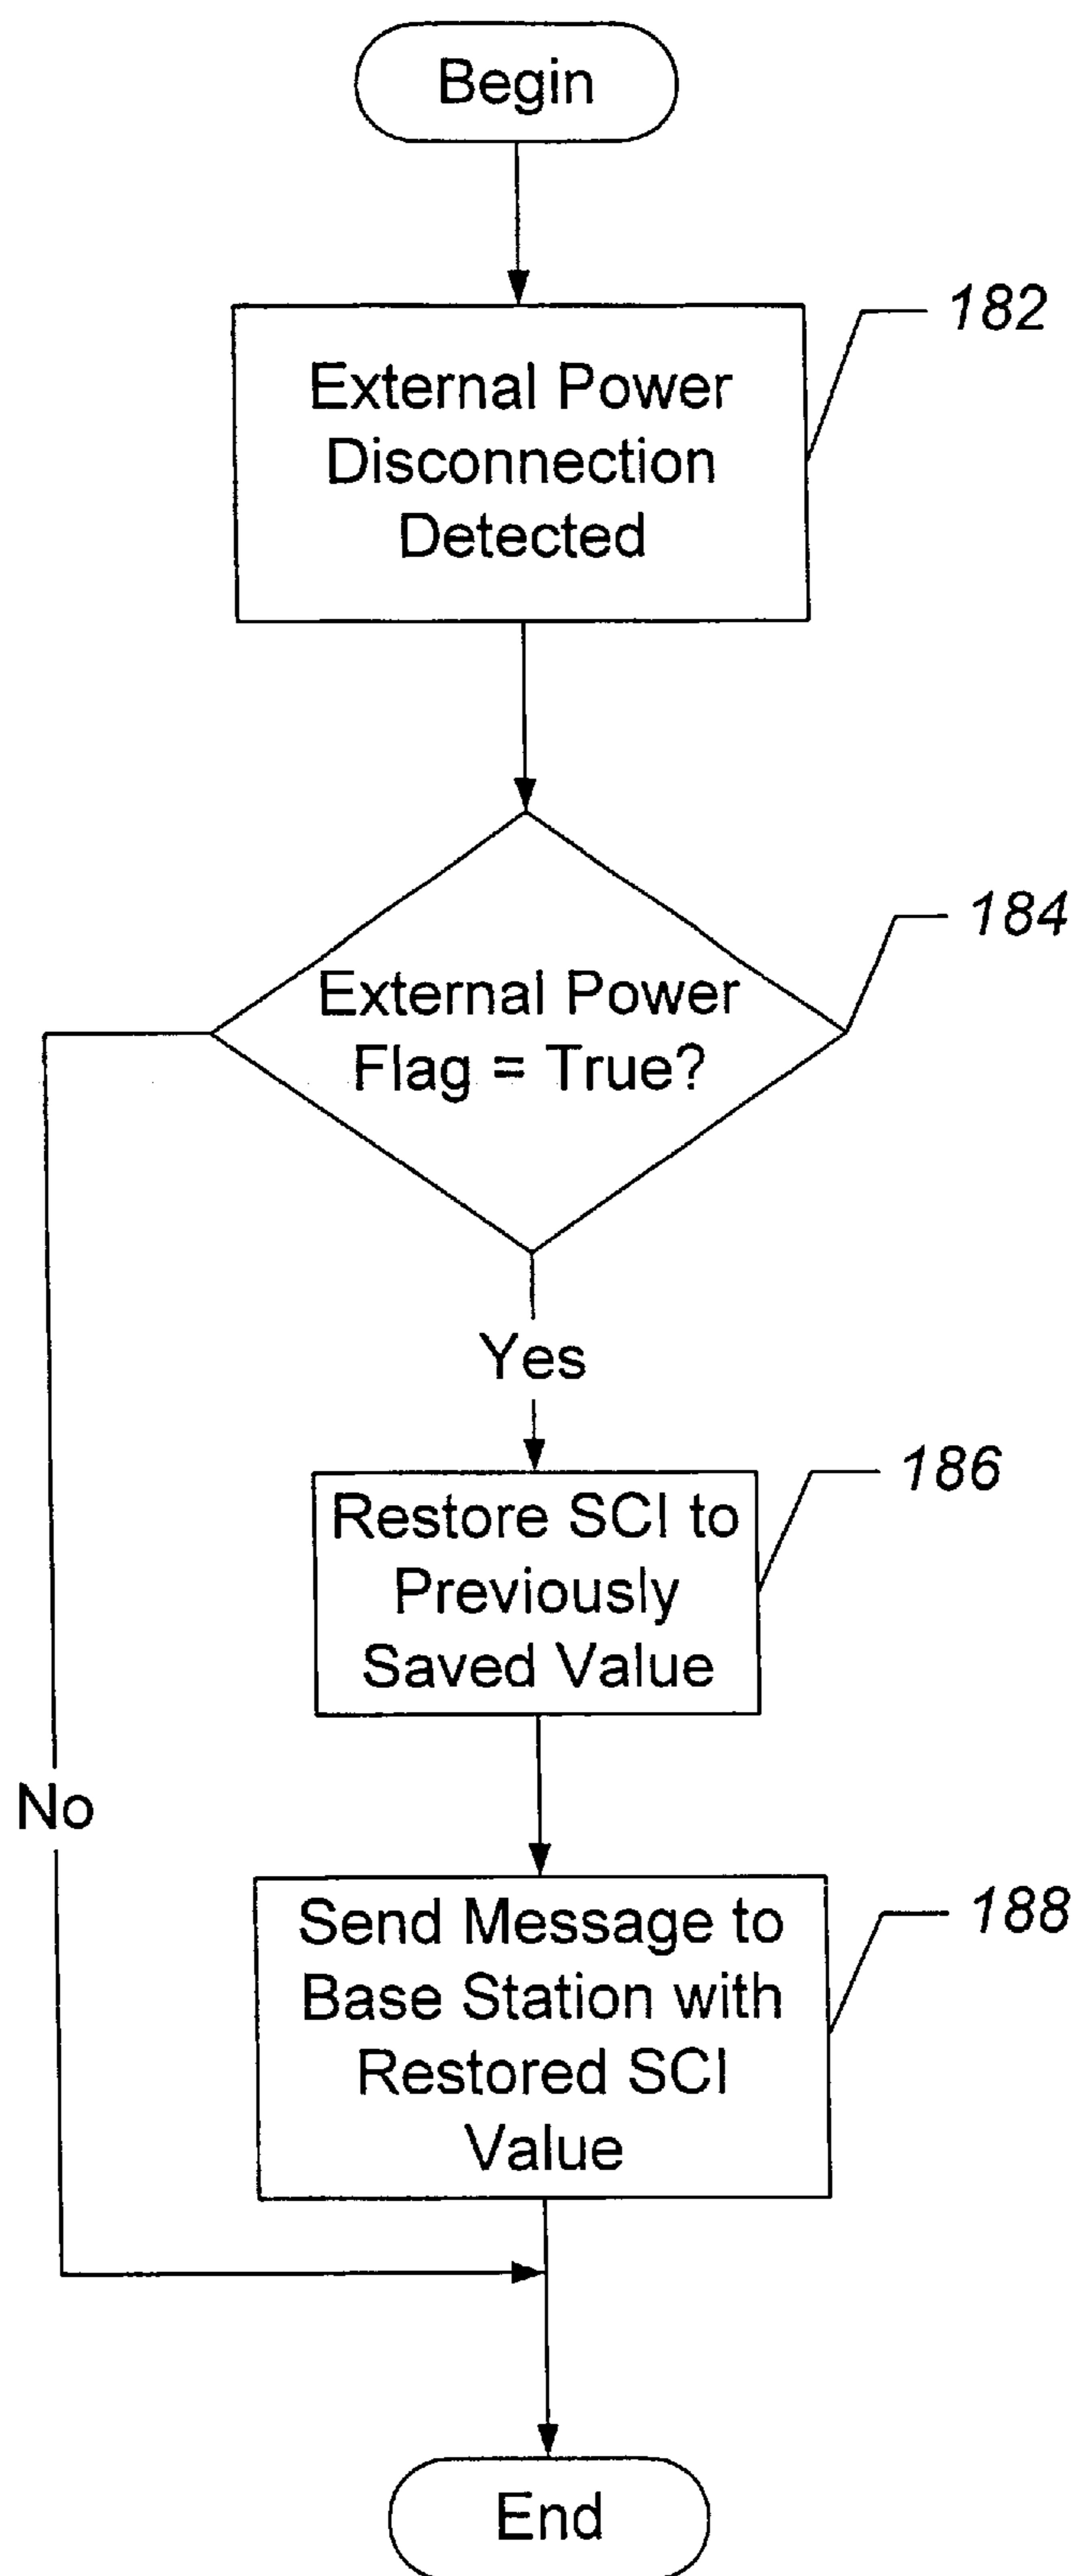 Begin
182
External Power
Disconnection
Detected
184
External Power
Flag = True?
Yes
186
Restore SCI to
Previously
Saved Value
No
188
Send Message to
Base Station with
Restored SCI
Value
End